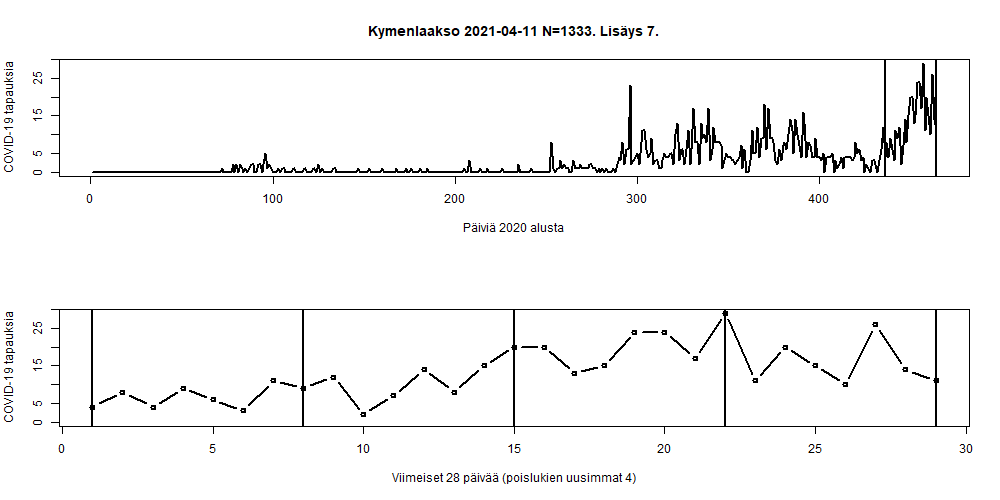 Kymenlaakso 2021-04-11 N=1333. Lisäys 7.
COVID-19 tapauksia
0 5 15 25
0 100 200 300 400
Päiviä 2020 alusta
COVID-19 tapauksia
0 5 15 25
0 5 10 15 20 25 30
Viimeiset 28 päivää (poislukien uusimmat 4)